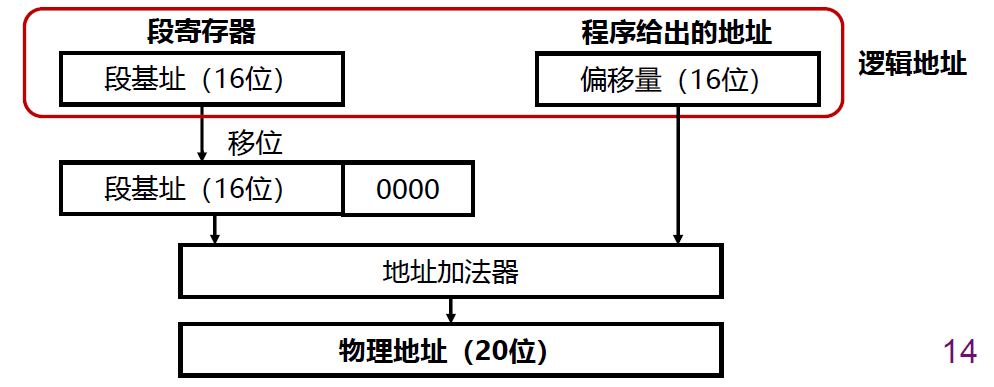 段寄存器
程序给出的地址
段基址（16位）
偏移量（16位）
逻辑地址
移位
段基址（16位）
0000
地址加法器
物理地址（20位）
14